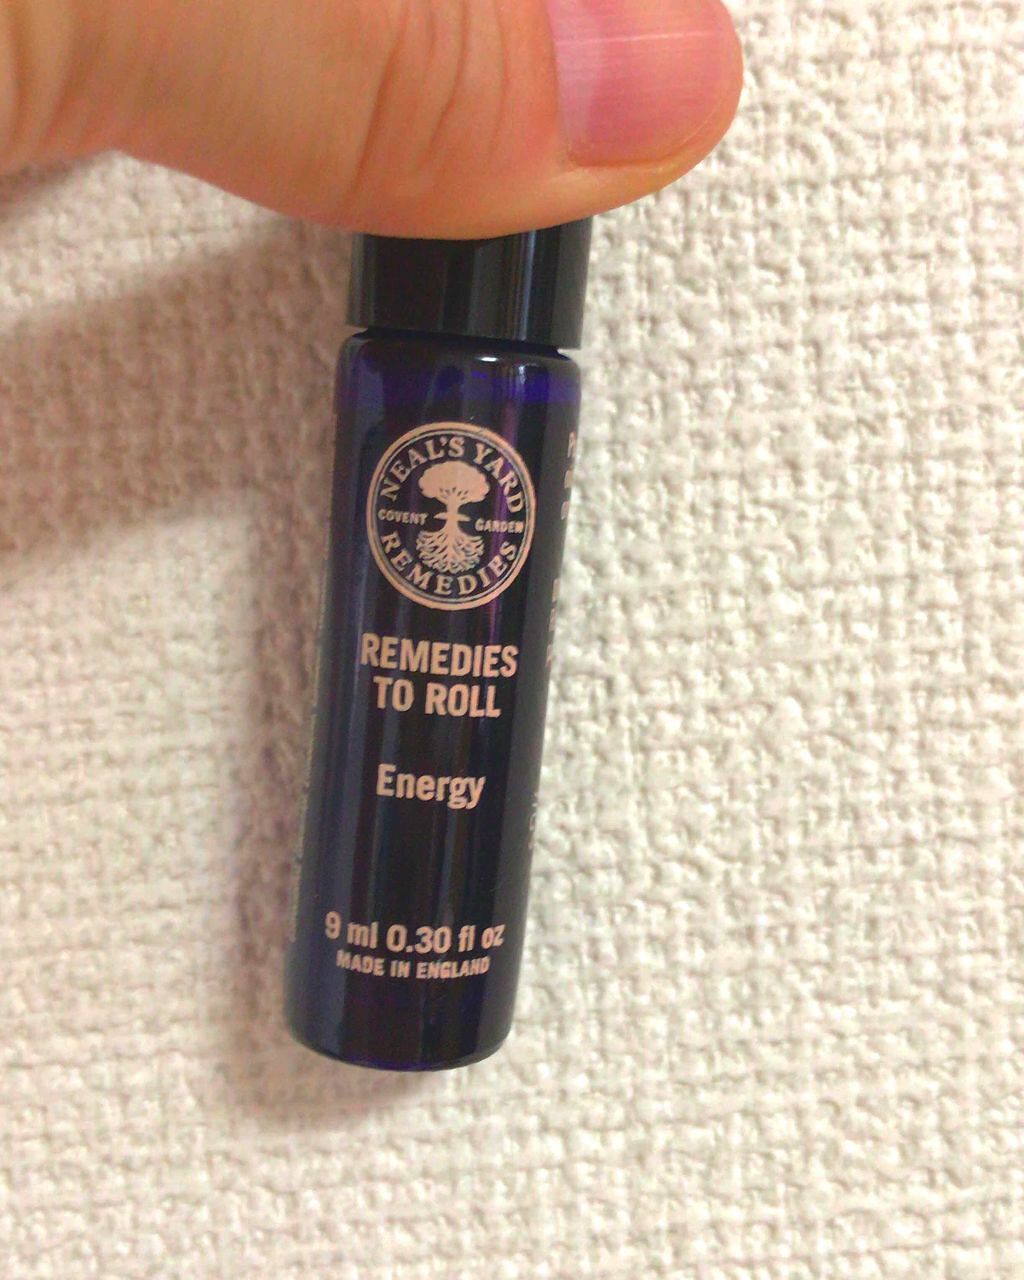 NEAL'S YARD
COVENT GARDEN
REMEDIES
REMEDIES
TO ROLL
Energy
9 ml 0.30 fl oz
MADE IN ENGLAND